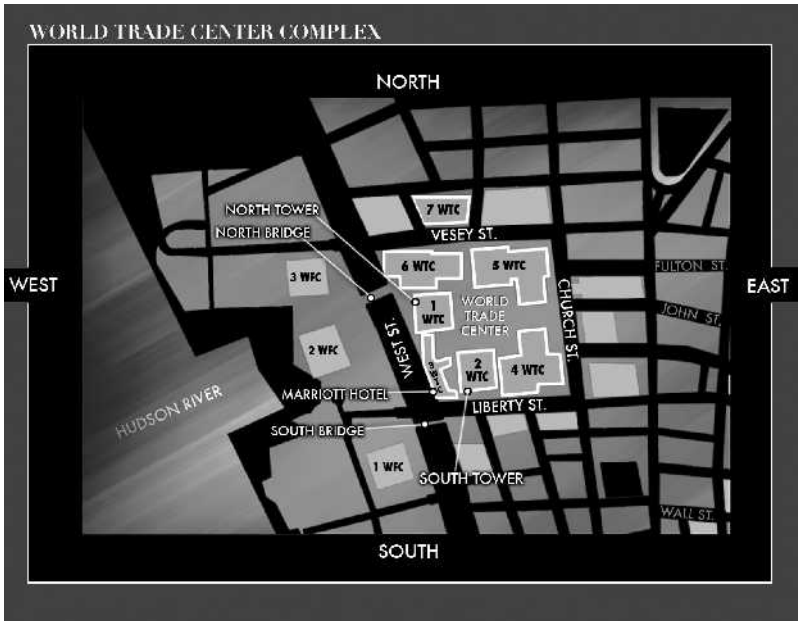 WORLD TRADE CENTER COMPLEX
NORTH
7 WTC
NORTH TOWER
NORTH BRIDGE
VESEY ST.
6 WTC
5 WTC
FULTON ST.
3 WFC
WEST
EAST
1
WTC
WORLD
TRADE
CENTER
CHURCH ST.
JOHN ST.
WEST ST.
2 WFC
2
WTC
4 WTC
3 WTC
MARRIOTT HOTEL
LIBERTY ST.
HUDSON RIVER
SOUTH BRIDGE
1 WFC
SOUTH TOWER
WALL ST.
SOUTH